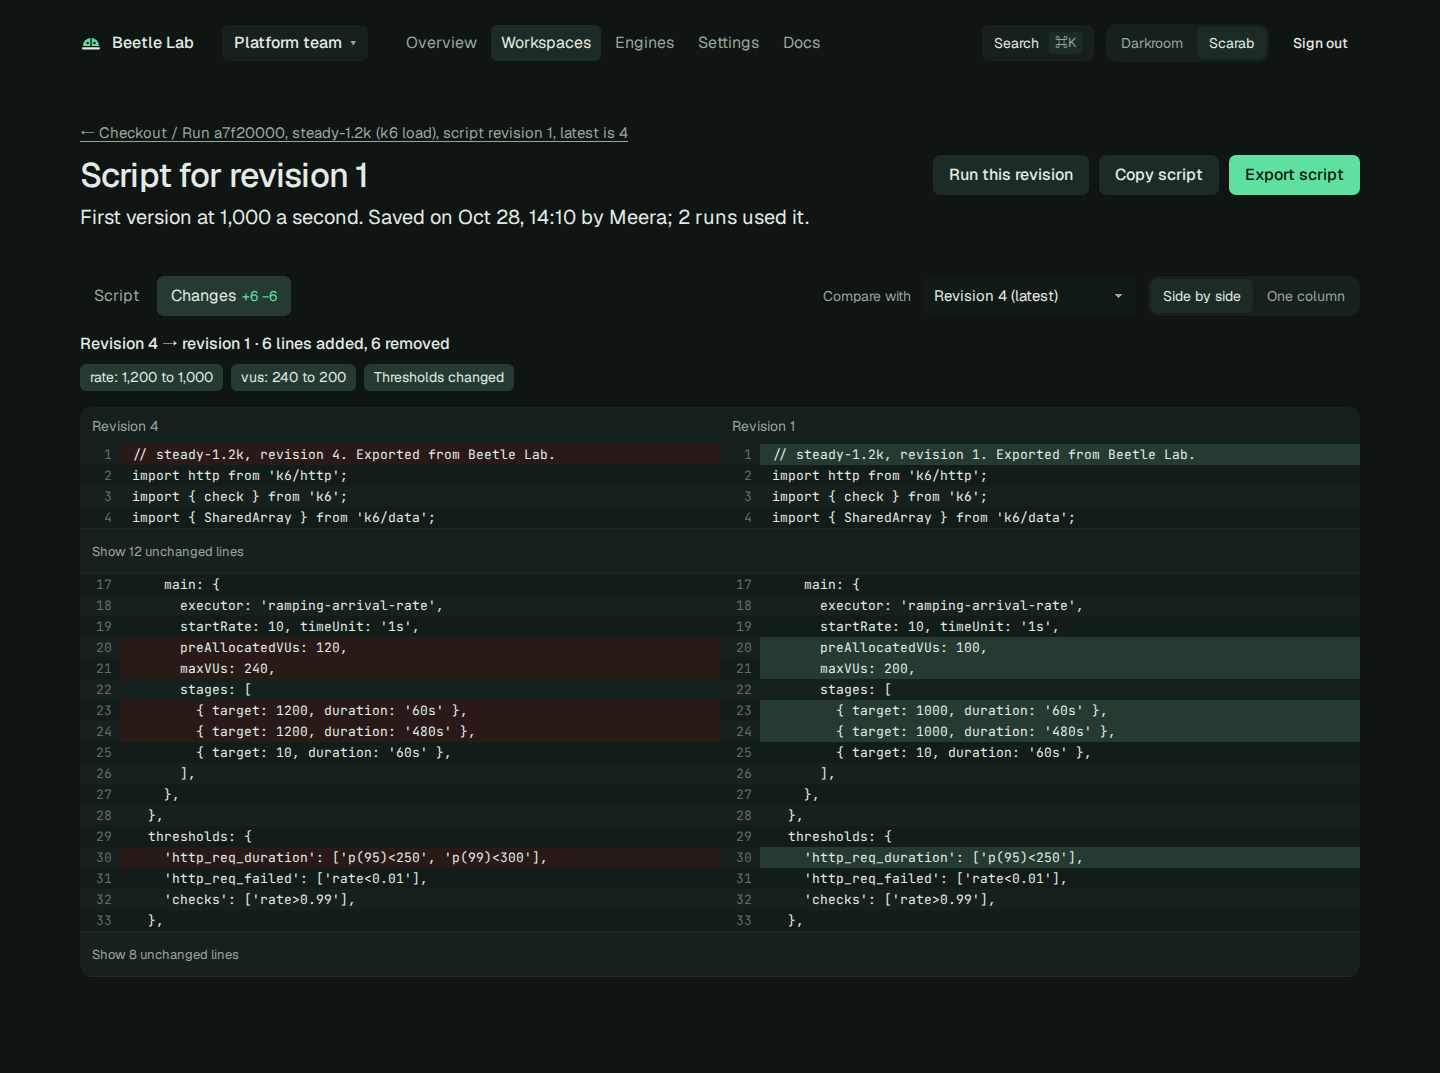 Beetle Lab
Platform team
Overview
Workspaces
Engines
Settings
Docs
Search ⌘K
Darkroom
Scarab
Sign out
← Checkout / Run a7f20000, steady-1.2k (k6 load), script revision 1, latest is 4
Script for revision 1
Run this revision
Copy script
Export script
First version at 1,000 a second. Saved on Oct 28, 14:10 by Meera; 2 runs used it.
Script
Changes +6 −6
Compare with
Revision 4 (latest)
Side by side
One column
Revision 4 → revision 1 · 6 lines added, 6 removed
rate: 1,200 to 1,000
vus: 240 to 200
Thresholds changed
Revision 4
1 // steady-1.2k, revision 4. Exported from Beetle Lab.
2 import http from 'k6/http';
3 import { check } from 'k6';
4 import { SharedArray } from 'k6/data';
Revision 1
1 // steady-1.2k, revision 1. Exported from Beetle Lab.
2 import http from 'k6/http';
3 import { check } from 'k6';
4 import { SharedArray } from 'k6/data';
Show 12 unchanged lines
17 main: {
18 executor: 'ramping-arrival-rate',
19 startRate: 10, timeUnit: '1s',
20 preAllocatedVUs: 120,
21 maxVUs: 240,
22 stages: [
23 { target: 1200, duration: '60s' },
24 { target: 1200, duration: '480s' },
25 { target: 10, duration: '60s' },
26 ],
27 },
28 },
29 thresholds: {
30 'http_req_duration': ['p(95)<250', 'p(99)<300'],
31 'http_req_failed': ['rate<0.01'],
32 'checks': ['rate>0.99'],
33 },
17 main: {
18 executor: 'ramping-arrival-rate',
19 startRate: 10, timeUnit: '1s',
20 preAllocatedVUs: 100,
21 maxVUs: 200,
22 stages: [
23 { target: 1000, duration: '60s' },
24 { target: 1000, duration: '480s' },
25 { target: 10, duration: '60s' },
26 ],
27 },
28 },
29 thresholds: {
30 'http_req_duration': ['p(95)<250'],
31 'http_req_failed': ['rate<0.01'],
32 'checks': ['rate>0.99'],
33 },
Show 8 unchanged lines